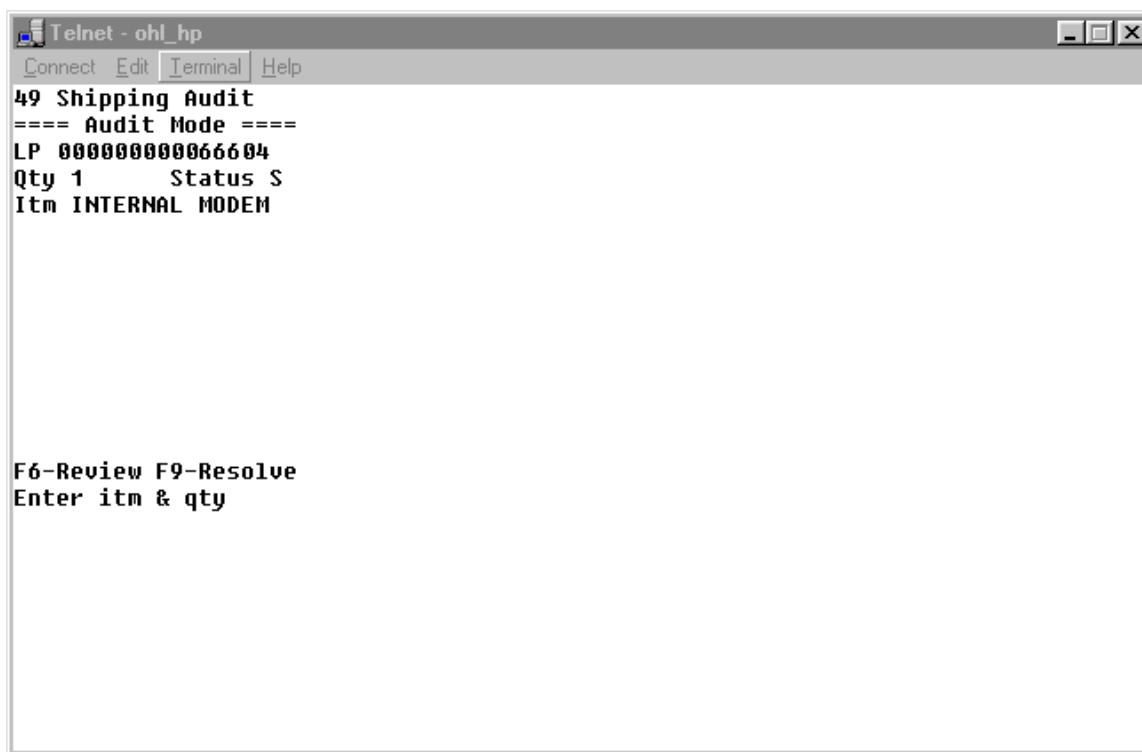 Telnet - ohl_hp
Connect Edit Terminal Help
49 Shipping Audit
==== Audit Mode ====
LP 000000000066604
Qty 1 Status S
Itm INTERNAL MODEM
F6-Review F9-Resolve
Enter itm & qty